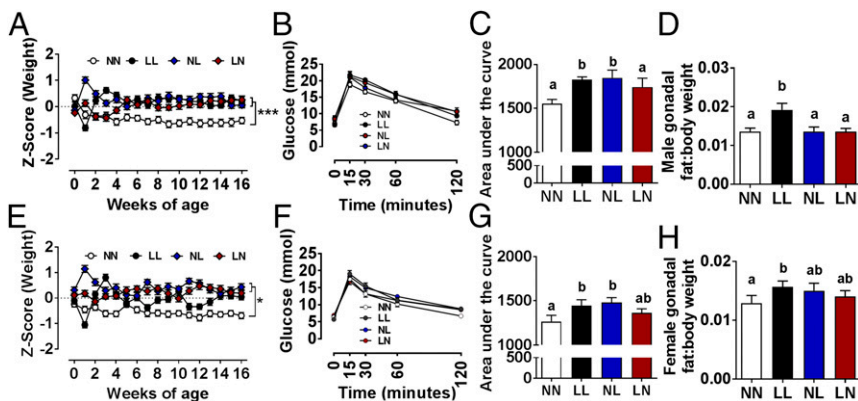 A
Z-Score (Weight)
NN
LL
NL
LN
2
1
0
-1
-2
***
0 2 4 6 8 10 12 14 16
Weeks of age
B
Glucose (mmol)
25
20
15
10
5
0
NN
LL
NL
LN
0 15 30 60 120
Time (minutes)
C
Area under the curve
2000
1500
1000
500
0
a b b a
NN LL NL LN
D
Male gonadal
fat:body weight
0.03
0.02
0.01
0.00
a b a a
NN LL NL LN
E
Z-Score (Weight)
NN
LL
NL
LN
2
1
0
-1
-2
*
0 2 4 6 8 10 12 14 16
Weeks of age
F
Glucose (mmol)
25
20
15
10
5
0
NN
LL
NL
LN
0 15 30 60 120
Time (minutes)
G
Area under the curve
2000
1500
1000
500
0
a b b ab
NN LL NL LN
H
Female gonadal
fat:body weight
0.02
0.01
0.00
a b ab ab
NN LL NL LN